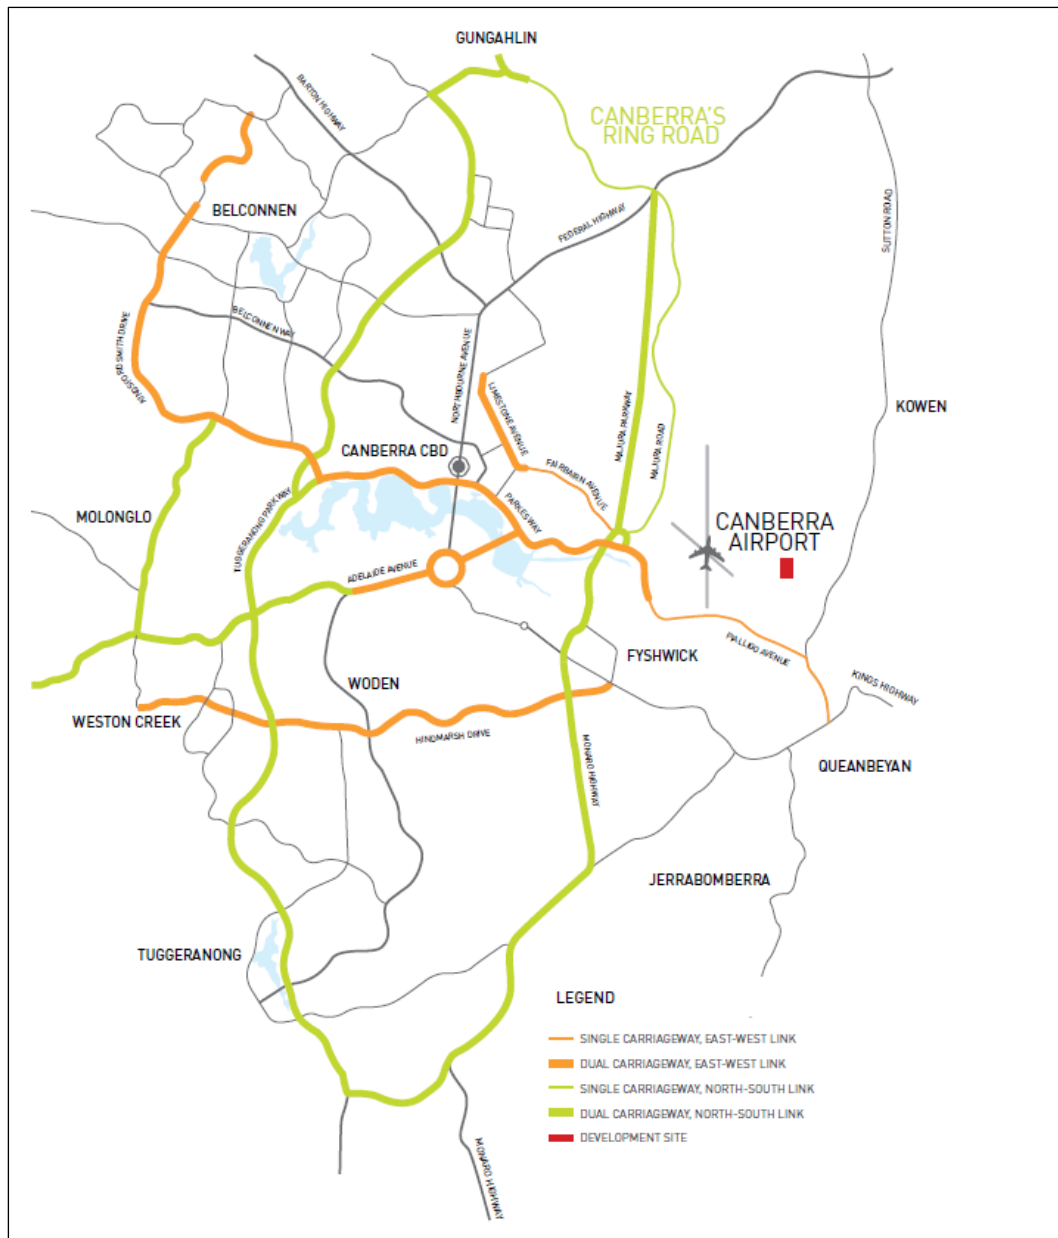 GUNGAHLIN
BARTON HIGHWAY
CANBERRA'S
RING ROAD
BELCONNEN
SUTTON ROAD
FEDERAL HIGHWAY
BELCONNEN WAY
KINGSFORD SMITH DRIVE
NORTHBOURNE AVENUE
LIMESTONE AVENUE
MAJURA PARKWAY
MAJURA ROAD
KOWEN
CANBERRA CBD
FAIRBAIRN AVENUE
MOLONGLO
TUGGERANONG PARKWAY
PARKES WAY
CANBERRA
AIRPORT
ADELAIDE AVENUE
PIALLIGO AVENUE
FYSHWICK
WODEN
KINGS HIGHWAY
WESTON CREEK
HINDMARSH DRIVE
MONARO HIGHWAY
QUEANBEYAN
JERRABOMBERRA
TUGGERANONG
LEGEND
SINGLE CARRIAGEWAY, EAST-WEST LINK
DUAL CARRIAGEWAY, EAST-WEST LINK
SINGLE CARRIAGEWAY, NORTH-SOUTH LINK
DUAL CARRIAGEWAY, NORTH-SOUTH LINK
DEVELOPMENT SITE
MONARO HIGHWAY